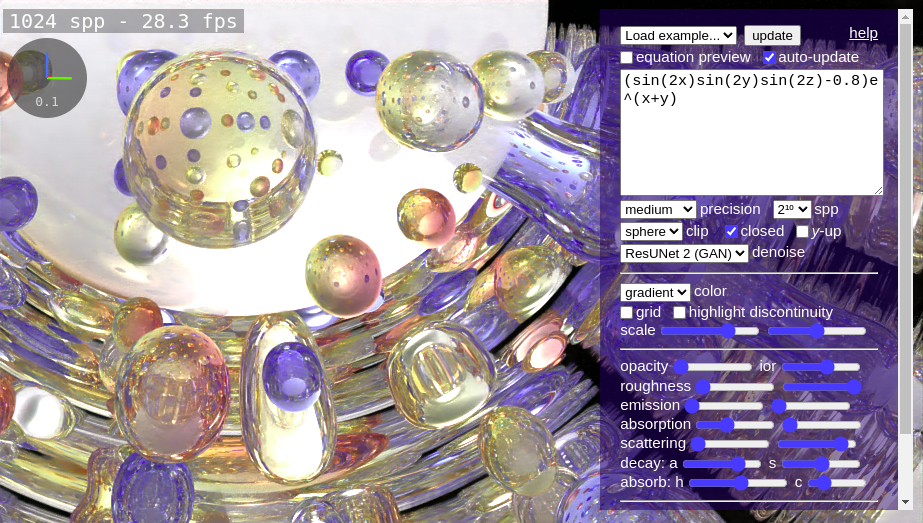 1024 spp - 28.3 fps
0.1
Load example... update help
equation preview auto-update
(sin(2x)sin(2y)sin(2z)-0.8)e
^(x+y)
medium precision 2¹⁰ spp
sphere clip closed y-up
ResUNet 2 (GAN) denoise
gradient color
grid highlight discontinuity
scale
opacity ior
roughness
emission
absorption
scattering
decay: a s
absorb: h c